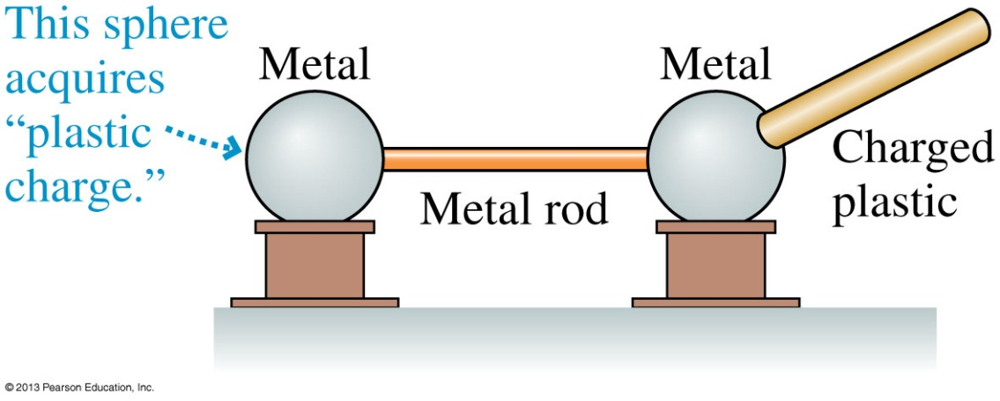 This sphere
acquires
“plastic
charge.”
Metal
Metal
Metal rod
Charged
plastic
© 2013 Pearson Education, Inc.